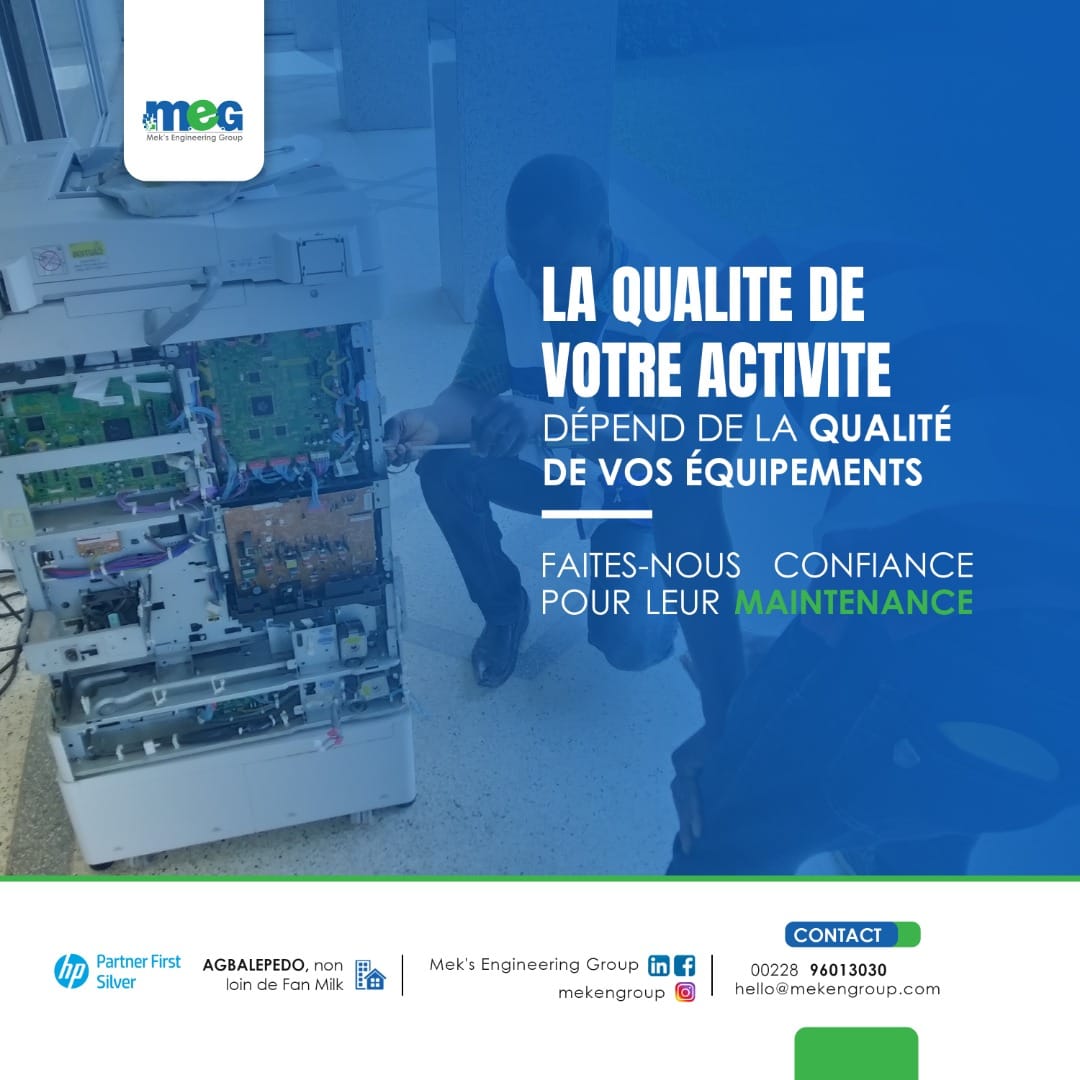 meG
Mek's Engineering Group
LA QUALITE DE
VOTRE ACTIVITE
DÉPEND DE LA QUALITÉ
DE VOS ÉQUIPEMENTS
FAITES-NOUS CONFIANCE
POUR LEUR MAINTENANCE
hp Partner First
Silver
AGBALEPEDO, non
loin de Fan Milk
Mek's Engineering Group in f
mekengroup
CONTACT
00228 96013030
hello@mekengroup.com